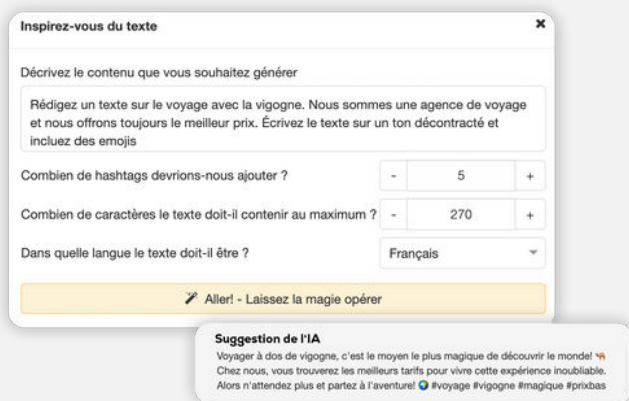 Inspirez-vous du texte ✖
Décrivez le contenu que vous souhaitez générer
Rédigez un texte sur le voyage avec la vigogne. Nous sommes une agence de voyage
et nous offrons toujours le meilleur prix. Écrivez le texte sur un ton décontracté et
incluez des emojis
Combien de hashtags devrions-nous ajouter ? - 5 +
Combien de caractères le texte doit-il contenir au maximum ? - 270 +
Dans quelle langue le texte doit-il être ? Français
Aller! - Laissez la magie opérer
Suggestion de l'IA
Voyager à dos de vigogne, c'est le moyen le plus magique de découvrir le monde! 🐪
Chez nous, vous trouverez les meilleurs tarifs pour vivre cette expérience inoubliable.
Alors n'attendez plus et partez à l'aventure! 🌍 #voyage #vigogne #magique #prixbas